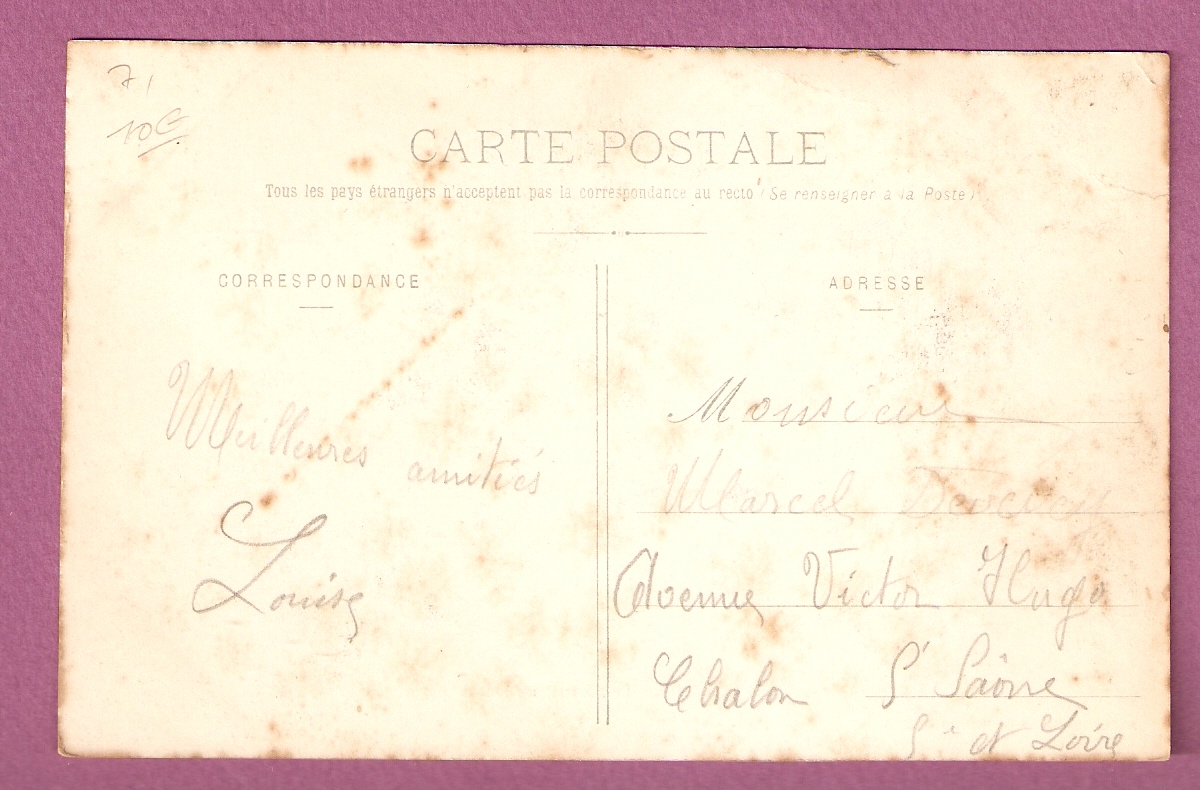 71
10€
CARTE POSTALE
Tous les pays étrangers n'acceptent pas la correspondance au recto (Se renseigner à la Poste)
CORRESPONDANCE
Meilleures amitiés
Louise
ADRESSE
Monsieur
Marcel
Avenue Victor Hugo
Chalon S' Saône
S" et Loire